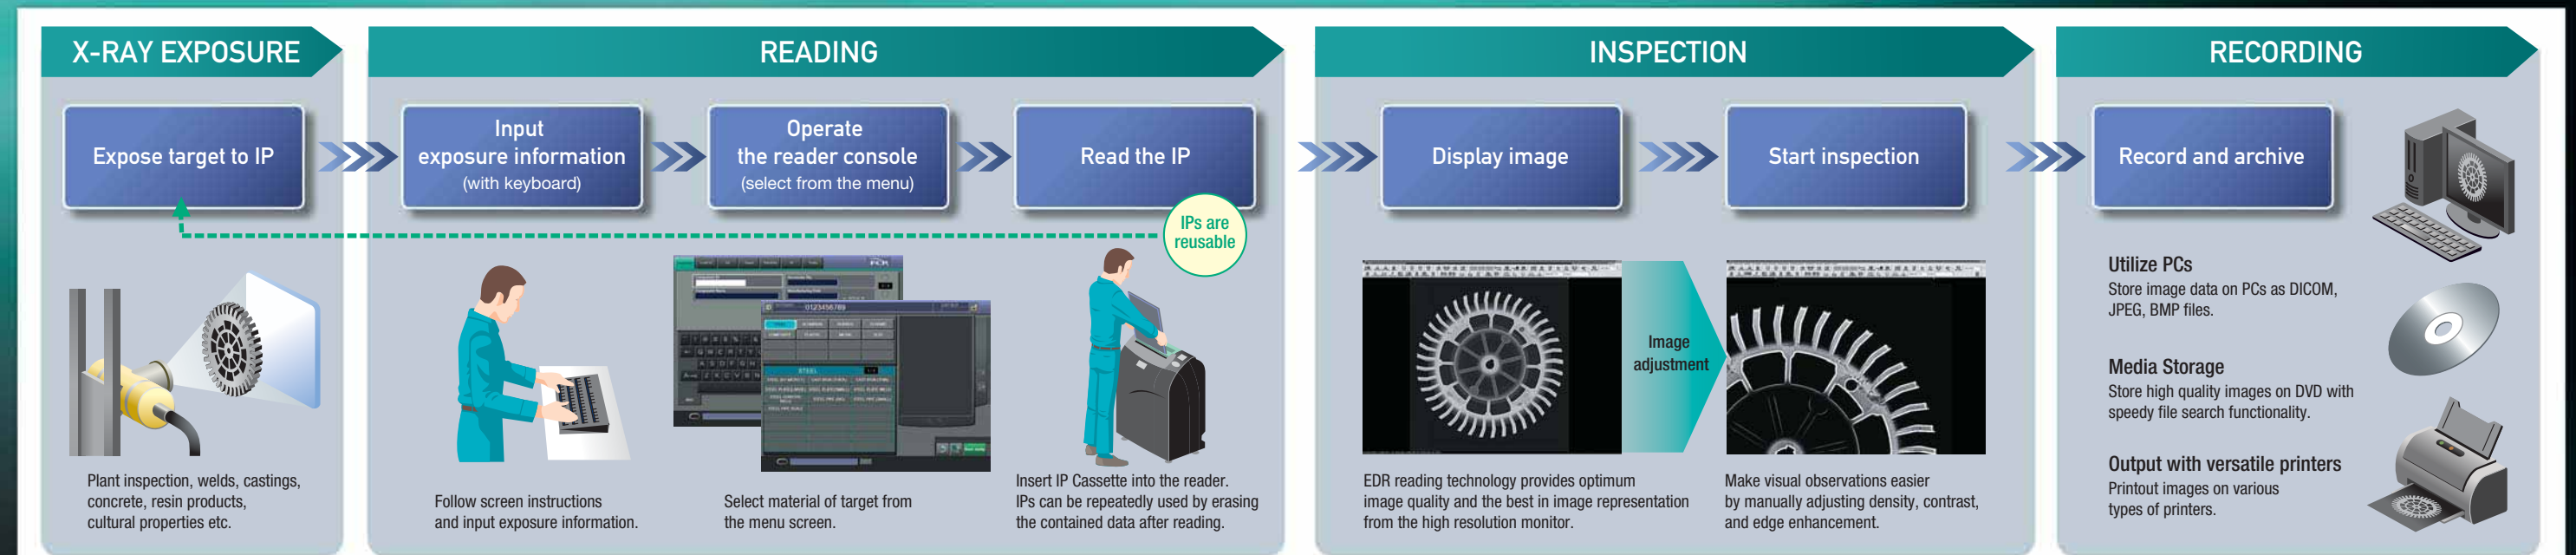 X-RAY EXPOSURE
READING
INSPECTION
RECORDING
Expose target to IP
Input
exposure information
(with keyboard)
Operate
the reader console
(select from the menu)
Read the IP
Display image
Start inspection
Record and archive
IPs are
reusable
0123456789
STEEL
Image
adjustment
Plant inspection, welds, castings,
concrete, resin products,
cultural properties etc.
Follow screen instructions
and input exposure information.
Select material of target from
the menu screen.
Insert IP Cassette into the reader.
IPs can be repeatedly used by erasing
the contained data after reading.
EDR reading technology provides optimum
image quality and the best in image representation
from the high resolution monitor.
Make visual observations easier
by manually adjusting density, contrast,
and edge enhancement.
Utilize PCs
Store image data on PCs as DICOM,
JPEG, BMP files.
Media Storage
Store high quality images on DVD with
speedy file search functionality.
Output with versatile printers
Printout images on various
types of printers.